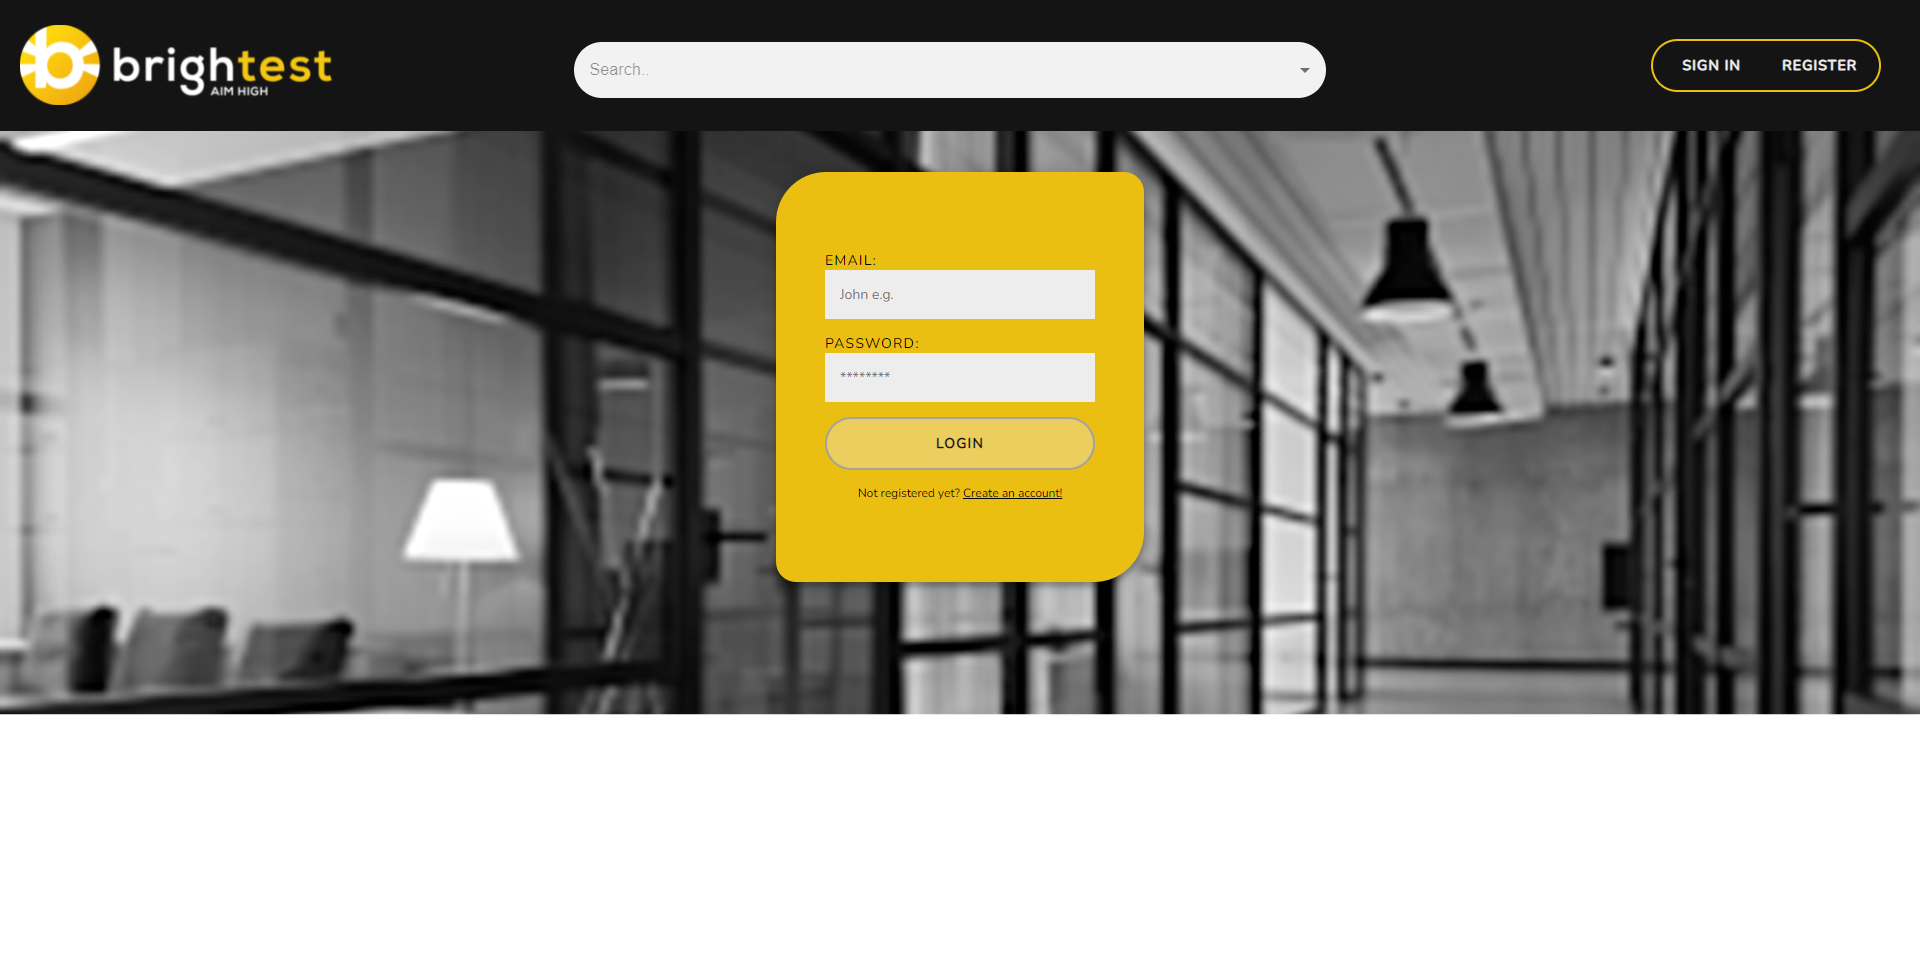 brightest
AIM HIGH
Search..
SIGN IN
REGISTER
EMAIL:
John e.g.
PASSWORD:
********
LOGIN
Not registered yet? Create an account!